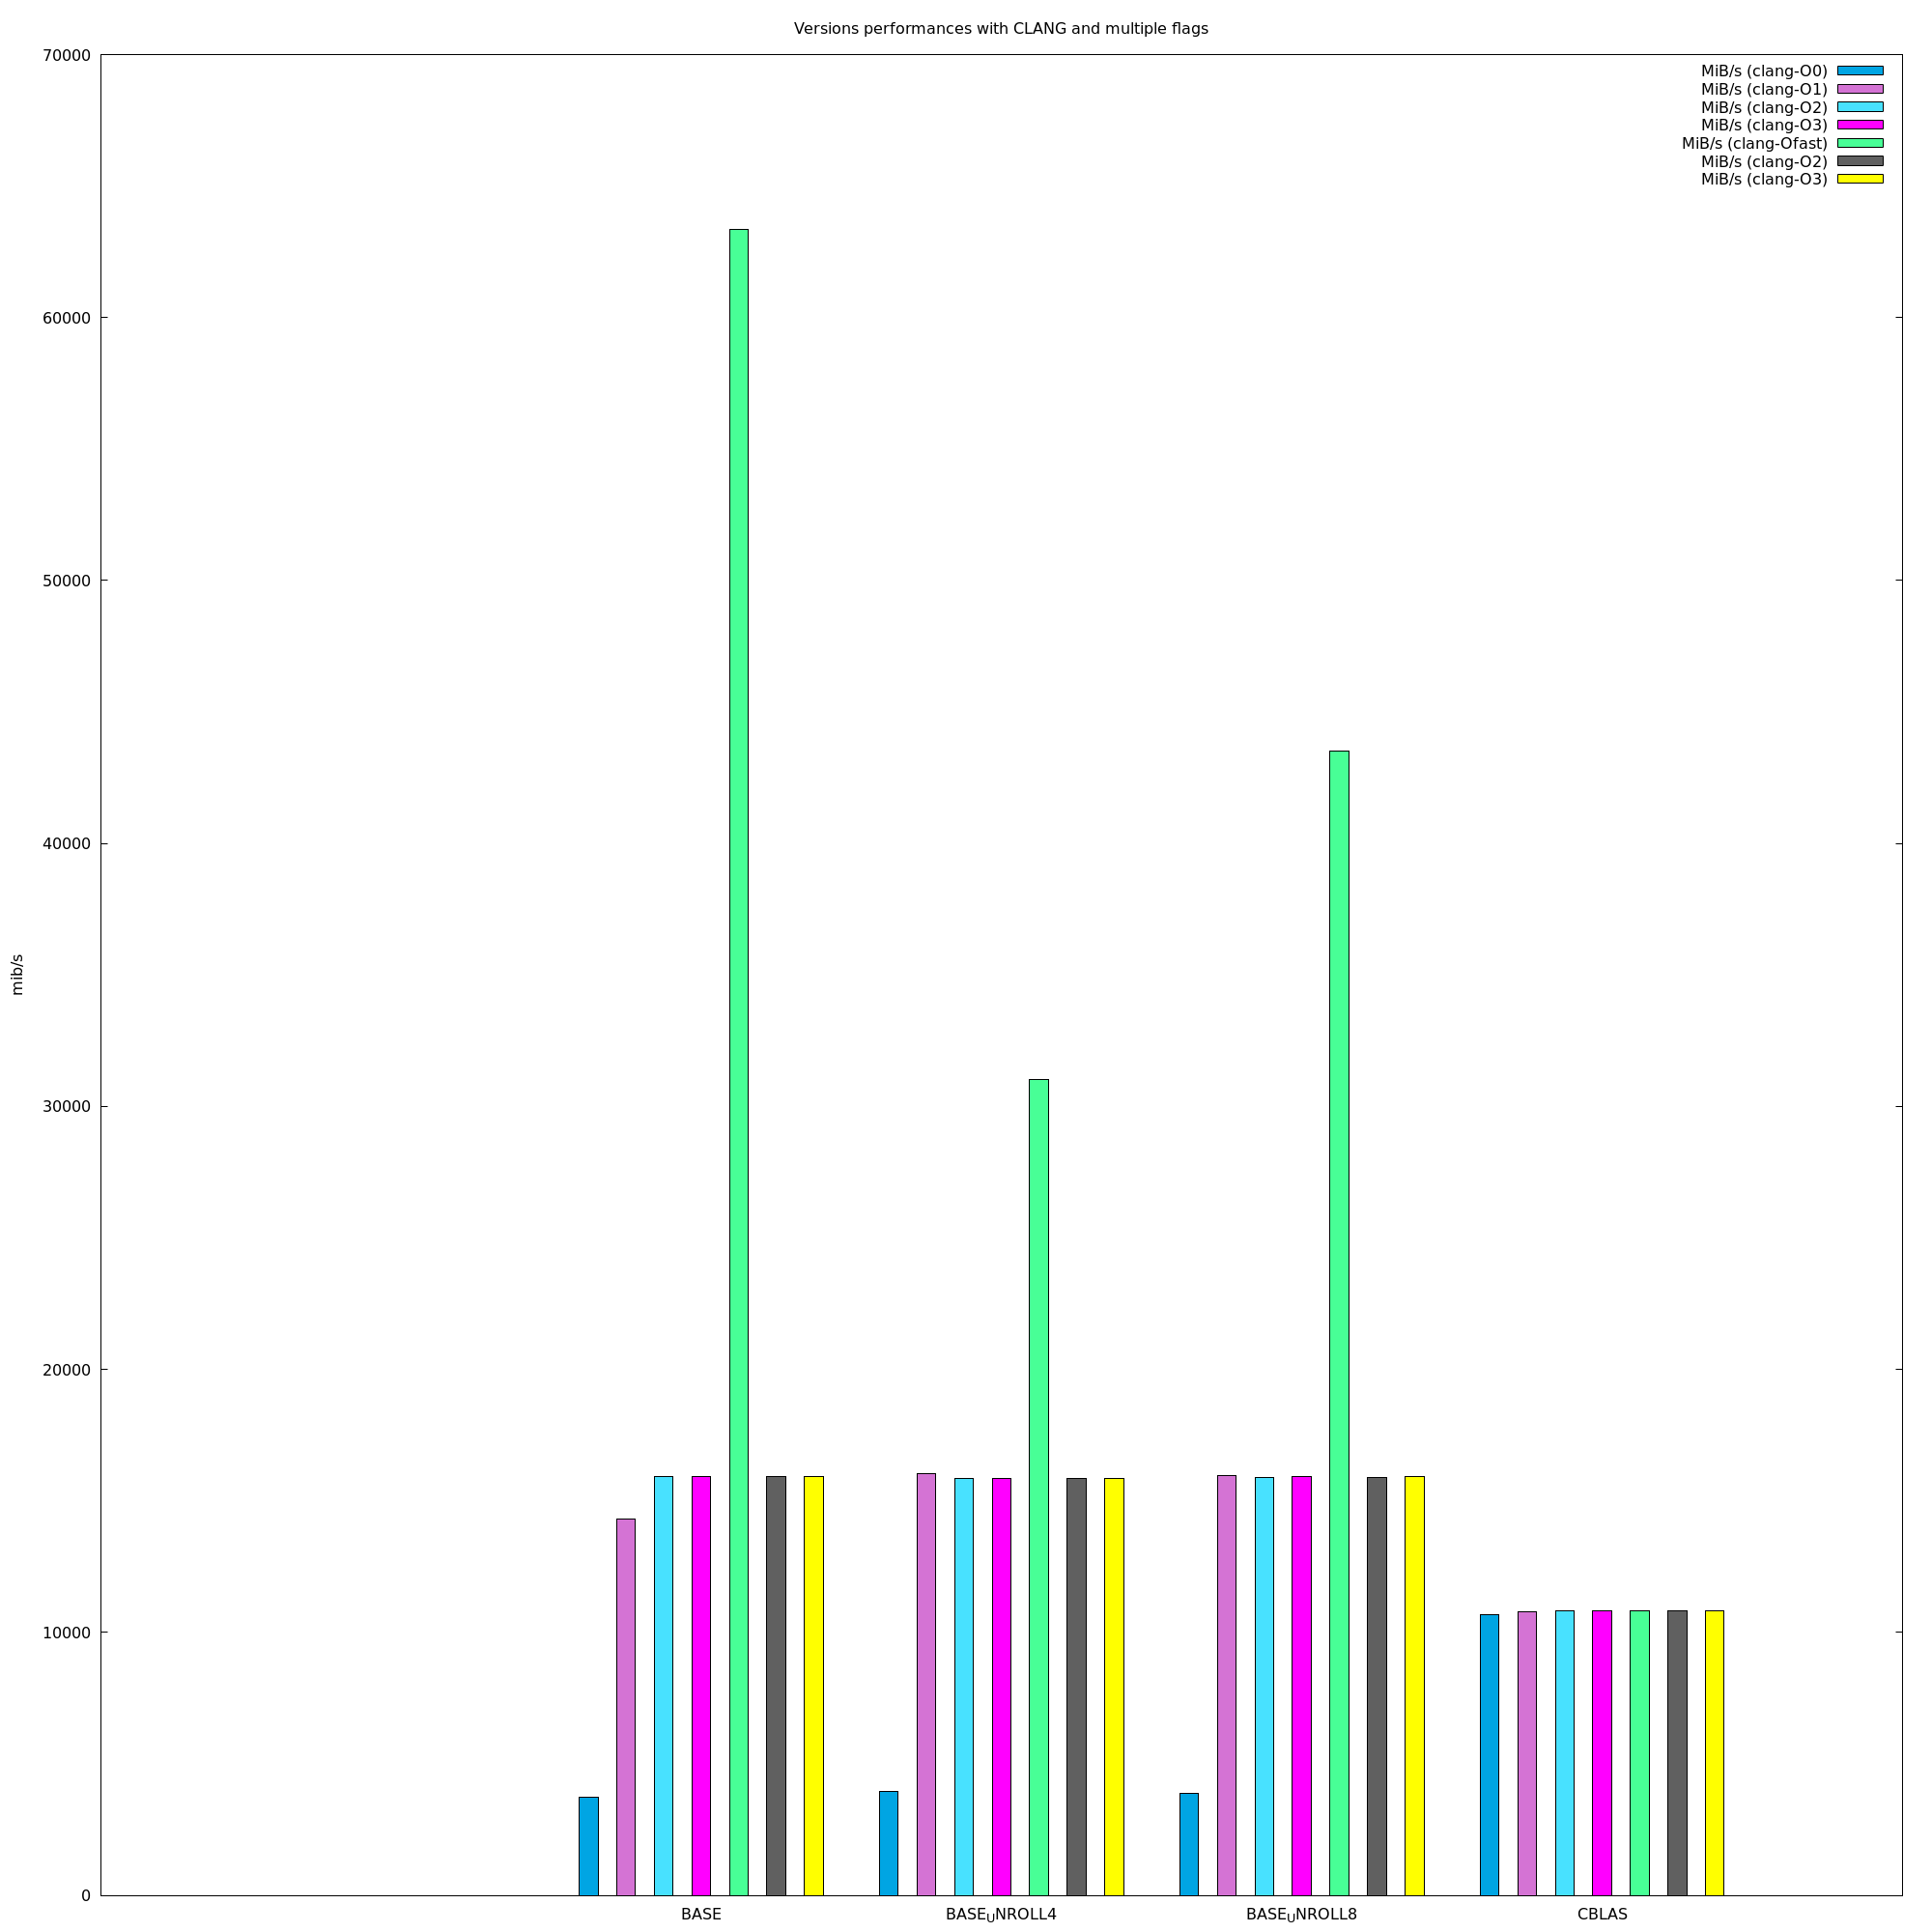 Versions performances with CLANG and multiple flags
MiB/s (clang-O0)
MiB/s (clang-O1)
MiB/s (clang-O2)
MiB/s (clang-O3)
MiB/s (clang-Ofast)
MiB/s (clang-O2)
MiB/s (clang-O3)
70000
60000
50000
40000
30000
20000
10000
0
mib/s
BASE BASE_UNROLL4 BASE_UNROLL8 CBLAS